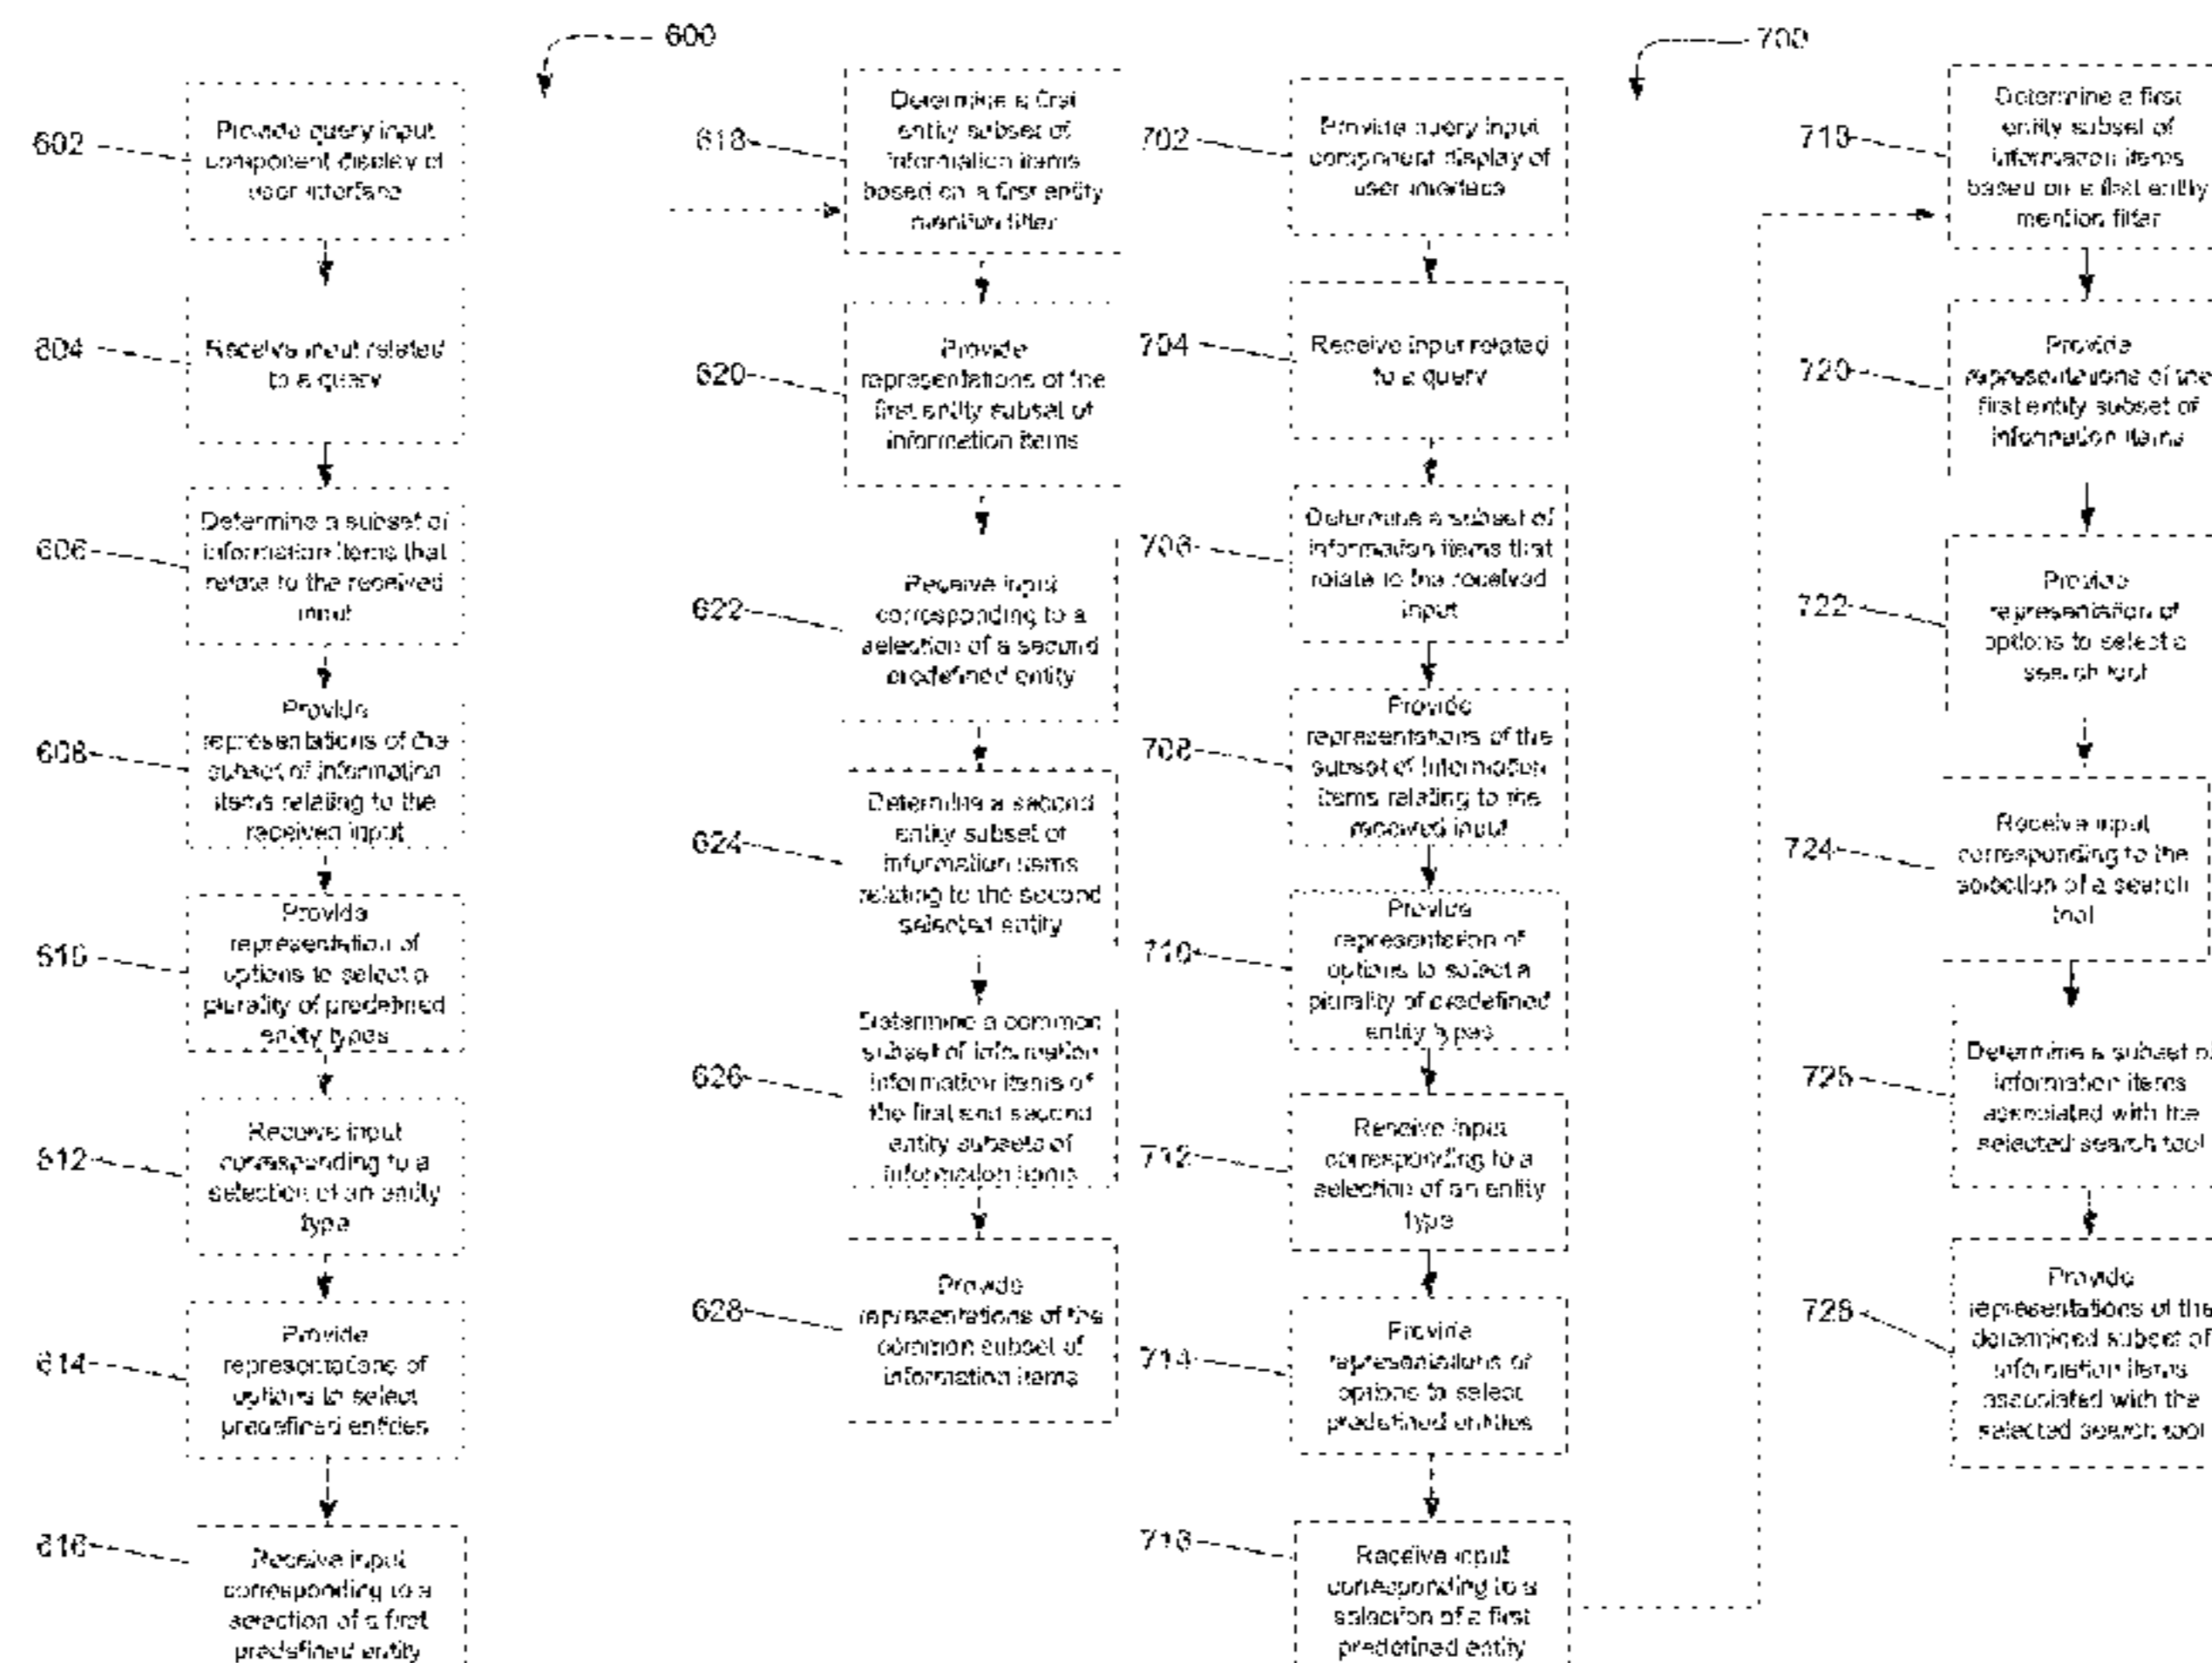 600
602
Provide query input
component display of
user interface
604
Receive input related
to a query
606
Determine a subset of
information items that
relate to the received
input
608
Provide
representations of the
subset of information
items relating to the
received input
610
Provide
representation of
options to select a
plurality of predefined
entity types
612
Receive input
corresponding to a
selection of an entity
type
614
Provide
representations of
options to select
predefined entities
616
Receive input
corresponding to a
selection of a first
predefined entity
618
Determine a first
entity subset of
information items
based on a first entity
mention filter
620
Provide
representations of the
first entity subset of
information items
622
Receive input
corresponding to a
selection of a second
predefined entity
624
Determine a second
entity subset of
information items
relating to the second
selected entity
626
Determine a common
subset of information
information items of
the first and second
entity subsets of
information items
628
Provide
representations of the
common subset of
information items
700
702
Provide query input
component display of
user interface
704
Receive input related
to a query
706
Determine a subset of
information items that
relate to the received
input
708
Provide
representations of the
subset of information
items relating to the
received input
710
Provide
representation of
options to select a
plurality of predefined
entity types
712
Receive input
corresponding to a
selection of an entity
type
714
Provide
representations of
options to select
predefined entities
716
Receive input
corresponding to a
selection of a first
predefined entity
718
Determine a first
entity subset of
information items
based on a first entity
mention filter
720
Provide
representations of the
first entity subset of
information items
722
Provide
representation of
options to select a
search tool
724
Receive input
corresponding to the
selection of a search
tool
Determine a subset of
information items
associated with the
selected search tool
728
Provide
representations of the
determined subset of
information items
associated with the
selected search tool